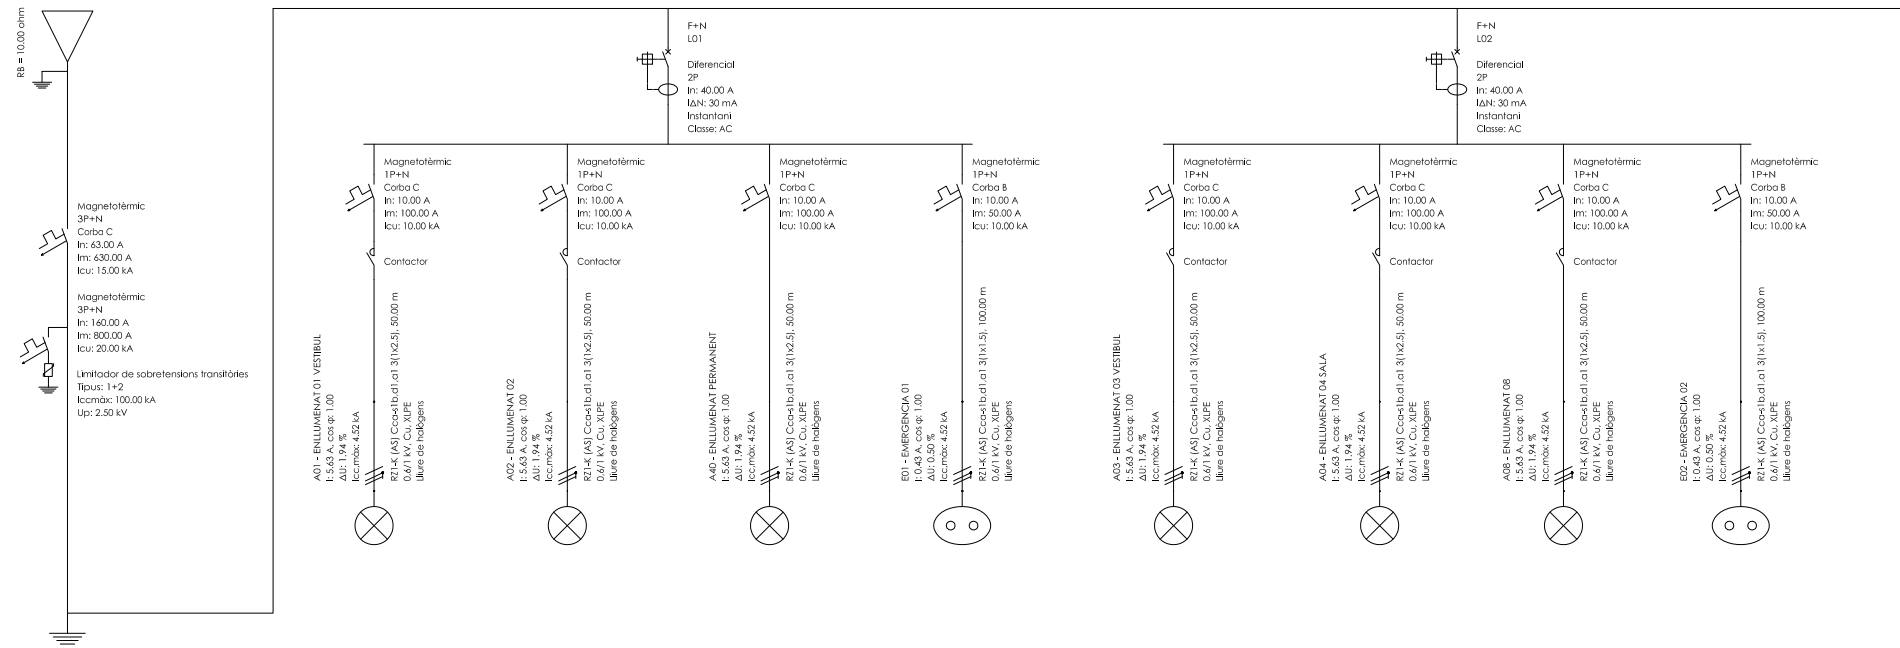 RB = 10.00 ohm
Magnetotèrmic
3P+N
Corba C
In: 63.00 A
Im: 630.00 A
Icu: 15.00 kA
Magnetotèrmic
3P+N
In: 160.00 A
Im: 800.00 A
Icu: 20.00 kA
Limitador de sobretensions transitòries
Tipus: 1+2
Iccmàx: 100.00 kA
Up: 2.50 kV
F+N
L01
Diferencial
2P
In: 40.00 A
IΔN: 30 mA
Instantani
Classe: AC
Magnetotèrmic
1P+N
Corba C
In: 10.00 A
Im: 100.00 A
Icu: 10.00 kA
Contactor
A01 - ENLLUMENAT 01 VESTIBUL
I: 5.63 A, cos φ: 1.00
ΔU: 1.94 %
Icc.màx: 4.52 kA
RZ1-K (AS) Cca-s1b,d1,a1 3(1x2.5), 50.00 m
0.6/1 kV, Cu, XLPE
Lliure de halògens
Magnetotèrmic
1P+N
Corba C
In: 10.00 A
Im: 100.00 A
Icu: 10.00 kA
Contactor
A02 - ENLLUMENAT 02
I: 5.63 A, cos φ: 1.00
ΔU: 1.94 %
Icc.màx: 4.52 kA
RZ1-K (AS) Cca-s1b,d1,a1 3(1x2.5), 50.00 m
0.6/1 kV, Cu, XLPE
Lliure de halògens
Magnetotèrmic
1P+N
Corba C
In: 10.00 A
Im: 100.00 A
Icu: 10.00 kA
A40 - ENLLUMENAT PERMANENT
I: 5.63 A, cos φ: 1.00
ΔU: 1.94 %
Icc.màx: 4.52 kA
RZ1-K (AS) Cca-s1b,d1,a1 3(1x2.5), 50.00 m
0.6/1 kV, Cu, XLPE
Lliure de halògens
Magnetotèrmic
1P+N
Corba B
In: 10.00 A
Im: 50.00 A
Icu: 10.00 kA
E01 - EMERGENCIA 01
I: 0.43 A, cos φ: 1.00
ΔU: 0.50 %
Icc.màx: 4.52 kA
RZ1-K (AS) Cca-s1b,d1,a1 3(1x1.5), 100.00 m
0.6/1 kV, Cu, XLPE
Lliure de halògens
F+N
L02
Diferencial
2P
In: 40.00 A
IΔN: 30 mA
Instantani
Classe: AC
Magnetotèrmic
1P+N
Corba C
In: 10.00 A
Im: 100.00 A
Icu: 10.00 kA
Contactor
A03 - ENLLUMENAT 03 VESTIBUL
I: 5.63 A, cos φ: 1.00
ΔU: 1.94 %
Icc.màx: 4.52 kA
RZ1-K (AS) Cca-s1b,d1,a1 3(1x2.5), 50.00 m
0.6/1 kV, Cu, XLPE
Lliure de halògens
Magnetotèrmic
1P+N
Corba C
In: 10.00 A
Im: 100.00 A
Icu: 10.00 kA
Contactor
A04 - ENLLUMENAT 04 SALA
I: 5.63 A, cos φ: 1.00
ΔU: 1.94 %
Icc.màx: 4.52 kA
RZ1-K (AS) Cca-s1b,d1,a1 3(1x2.5), 50.00 m
0.6/1 kV, Cu, XLPE
Lliure de halògens
Magnetotèrmic
1P+N
Corba C
In: 10.00 A
Im: 100.00 A
Icu: 10.00 kA
Contactor
A08 - ENLLUMENAT 08
I: 5.63 A, cos φ: 1.00
ΔU: 1.94 %
Icc.màx: 4.52 kA
RZ1-K (AS) Cca-s1b,d1,a1 3(1x2.5), 50.00 m
0.6/1 kV, Cu, XLPE
Lliure de halògens
Magnetotèrmic
1P+N
Corba B
In: 10.00 A
Im: 50.00 A
Icu: 10.00 kA
E02 - EMERGENCIA 02
I: 0.43 A, cos φ: 1.00
ΔU: 0.50 %
Icc.màx: 4.52 kA
RZ1-K (AS) Cca-s1b,d1,a1 3(1x1.5), 100.00 m
0.6/1 kV, Cu, XLPE
Lliure de halògens